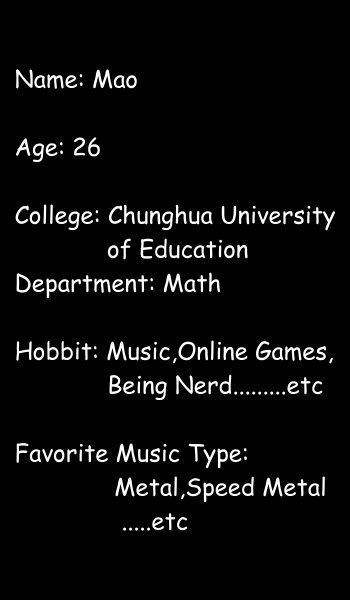 Name: Mao
Age: 26
College: Chunghua University
of Education
Department: Math
Hobbit: Music,Online Games,
Being Nerd.........etc
Favorite Music Type:
Metal,Speed Metal
.....etc